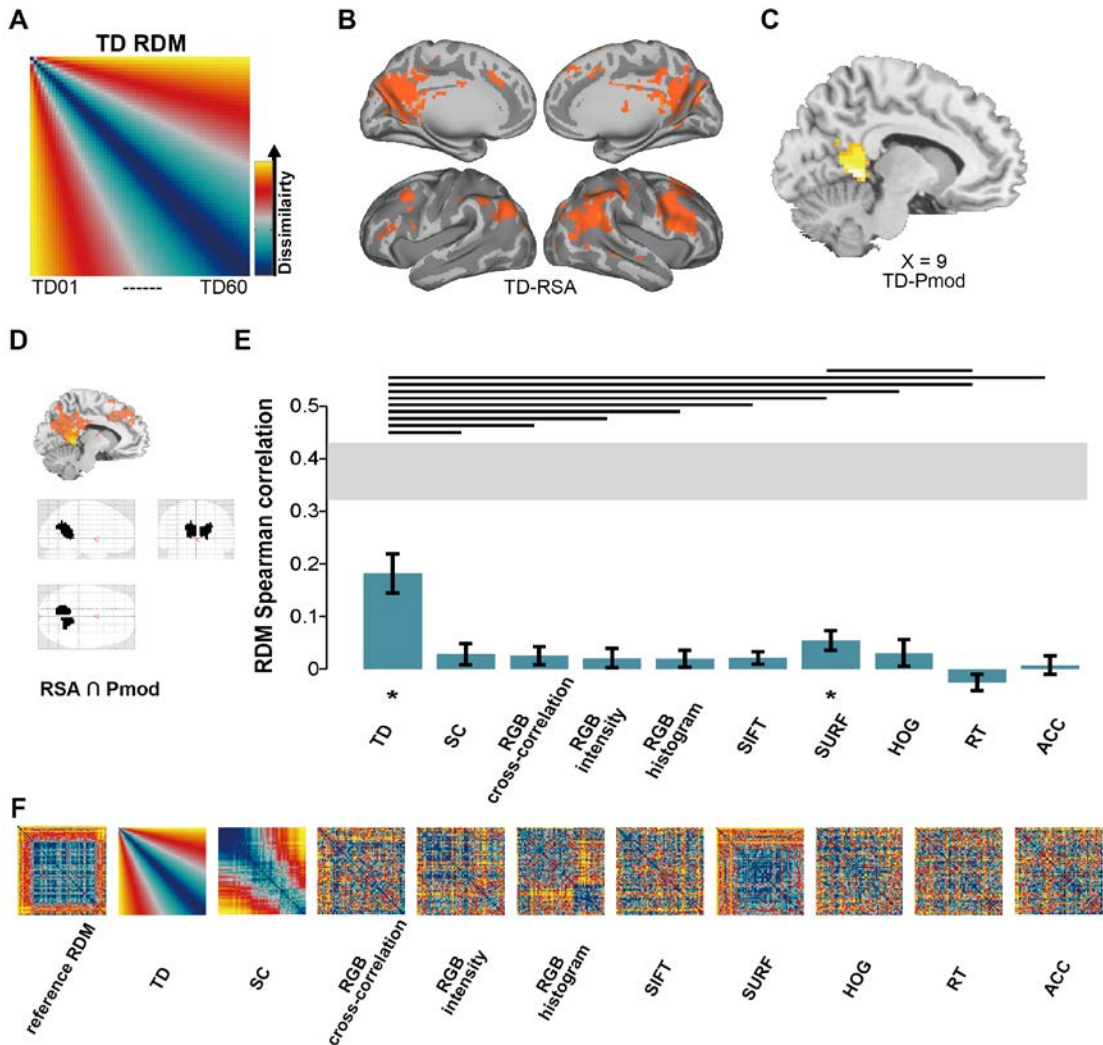 A
TD RDM
Dissimilairty
TD01 ------ TD60
B
TD-RSA
C
X = 9
TD-Pmod
D
RSA ∩ Pmod
E
RDM Spearman correlation
0.5
0.4
0.3
0.2
0.1
0
*
*
TD
SC
RGB
cross-correlation
RGB
intensity
RGB
histogram
SIFT
SURF
HOG
RT
ACC
F
reference RDM
TD
SC
RGB
cross-correlation
RGB
intensity
RGB
histogram
SIFT
SURF
HOG
RT
ACC